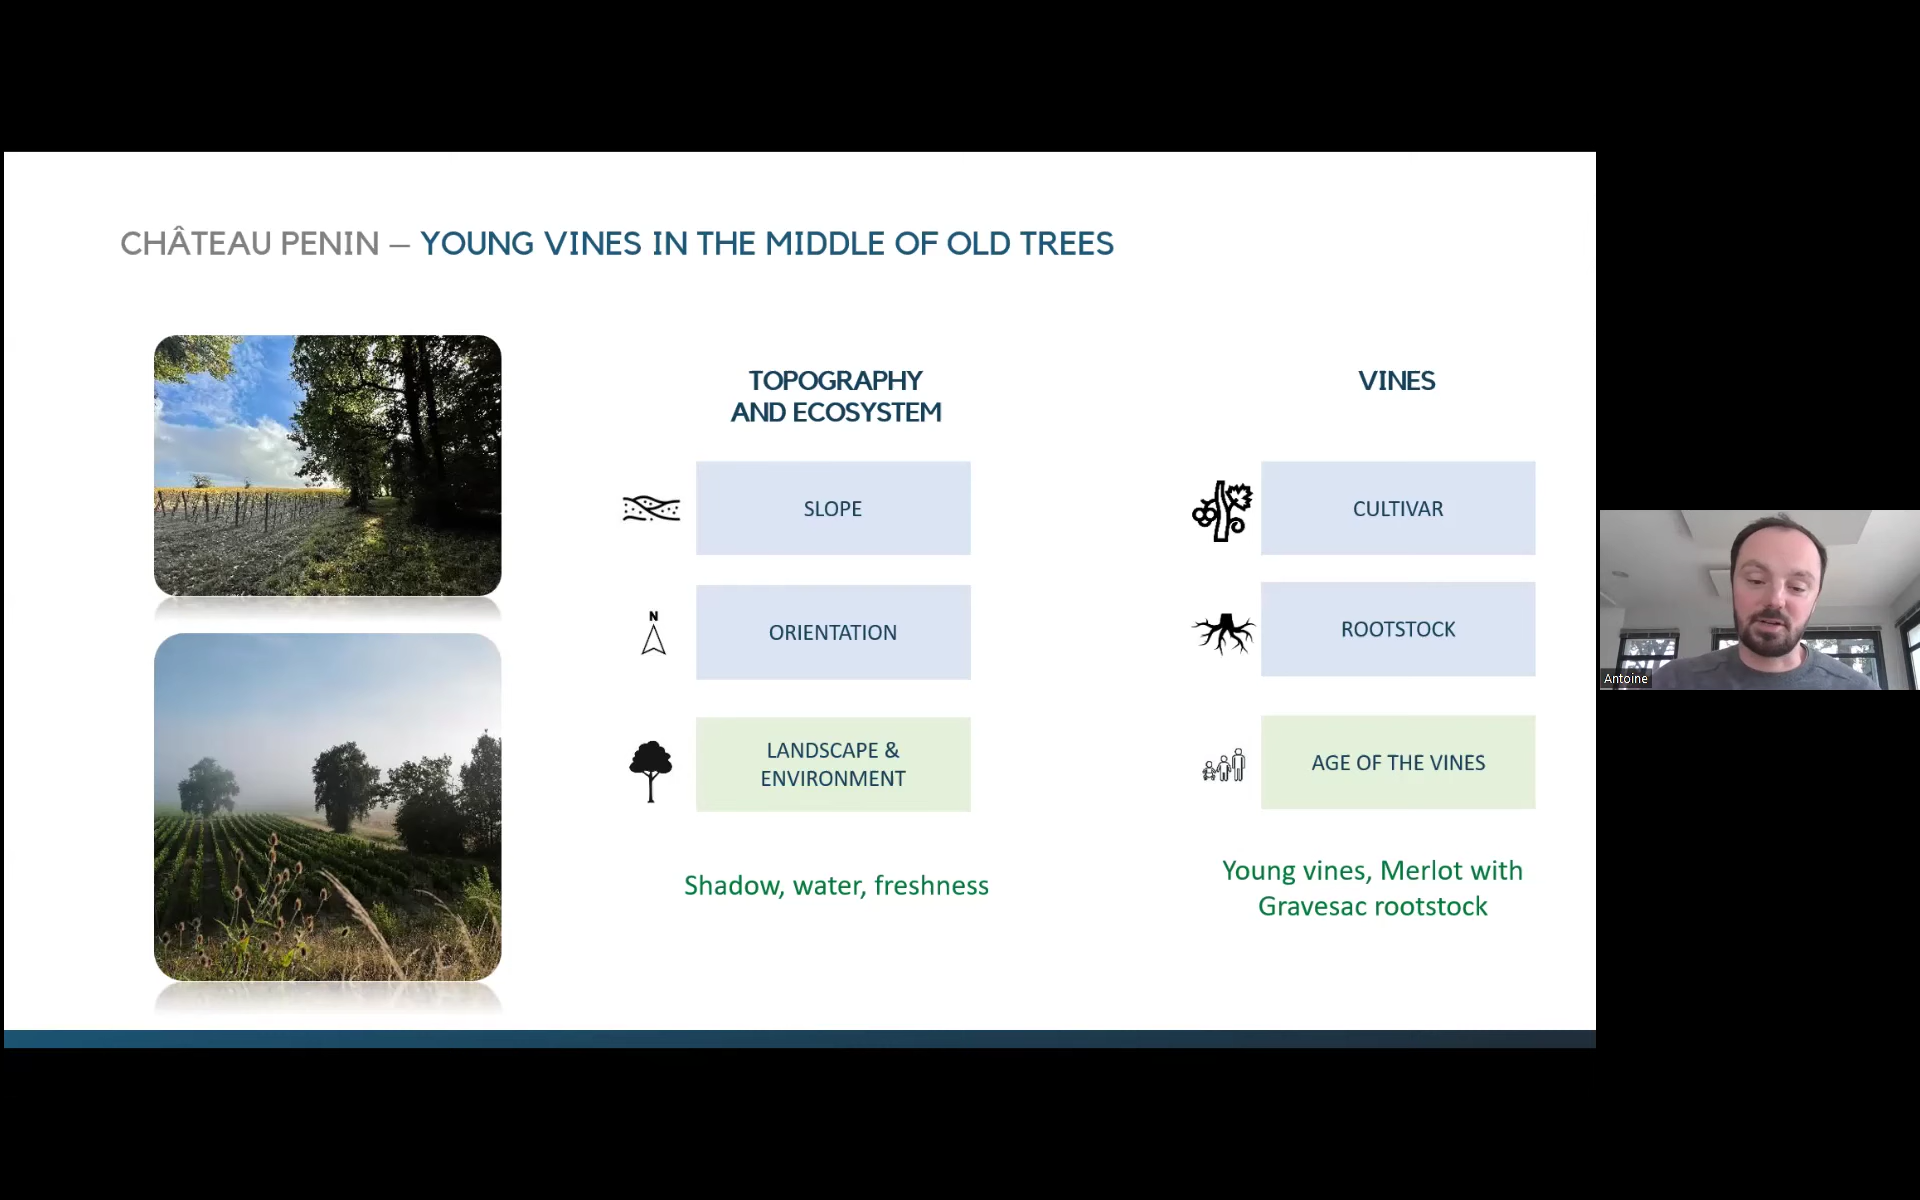 CHÂTEAU PENIN – YOUNG VINES IN THE MIDDLE OF OLD TREES
TOPOGRAPHY
AND ECOSYSTEM
SLOPE
N
ORIENTATION
LANDSCAPE &
ENVIRONMENT
Shadow, water, freshness
VINES
CULTIVAR
ROOTSTOCK
AGE OF THE VINES
Young vines, Merlot with
Gravesac rootstock
Antoine